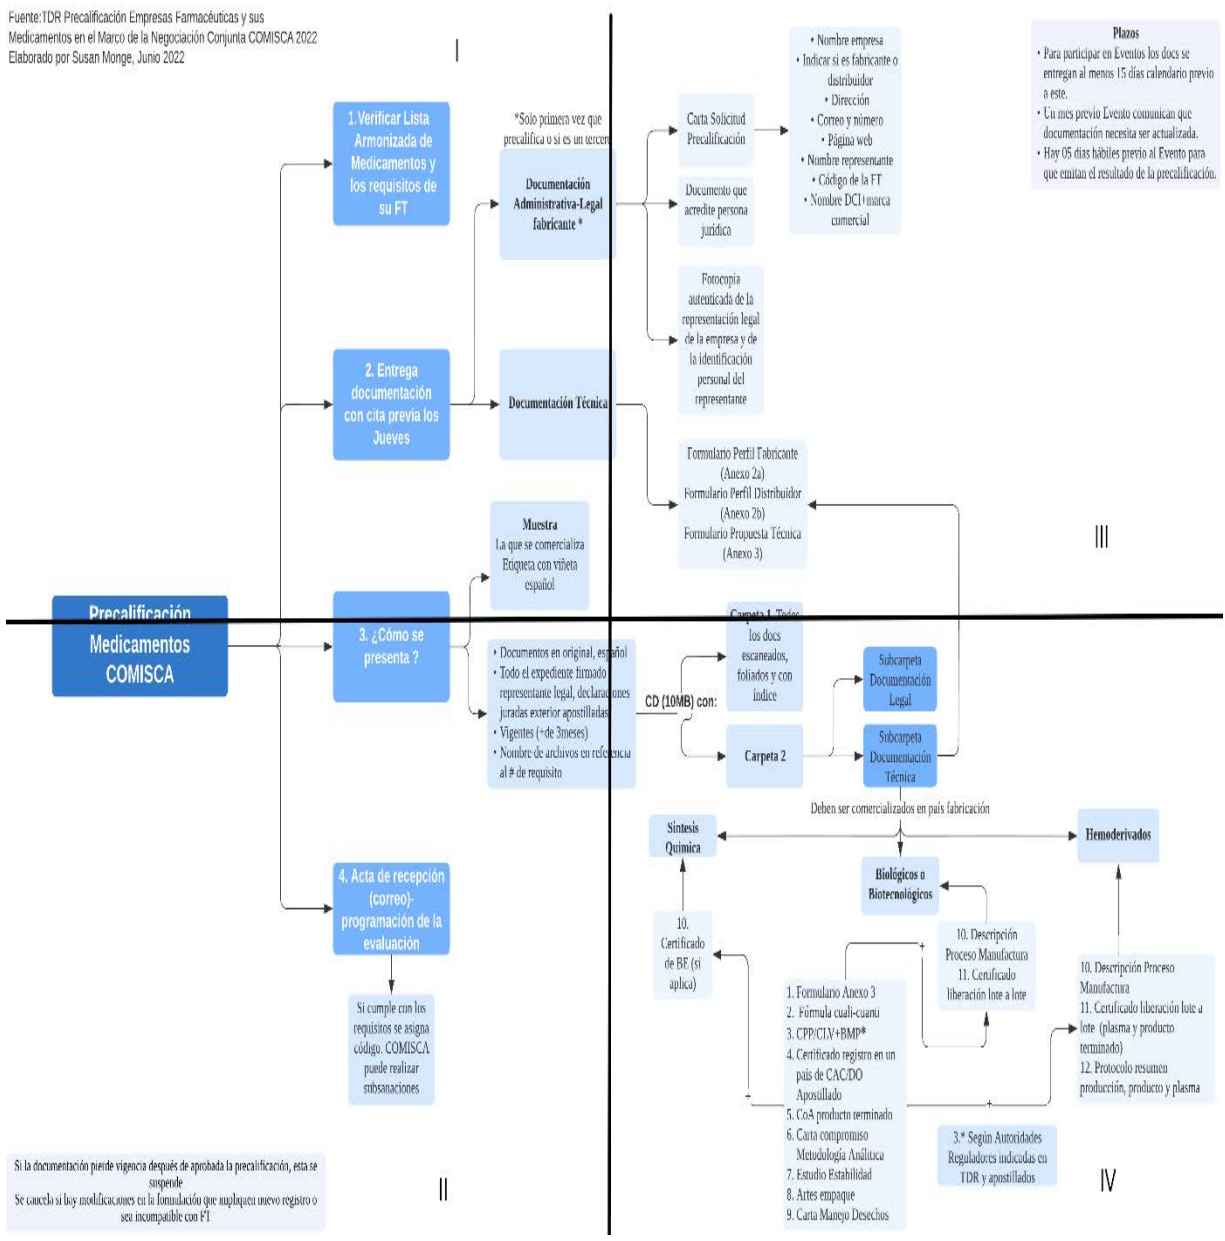 Fuente:TDR Precalificación Empresas Farmacéuticas y sus
Medicamentos en el Marco de la Negociación Conjunta COMISCA 2022
Elaborado por Susan Monge, Junio 2022
I
1.Verificar Lista
Armonizada de
Medicamentos y
los requisitos de
su FT
*Solo primera vez que
precalifica o si es un tercero
Documentación
Administrativa-Legal
fabricante *
Carta Solicitud
Precalificación
• Nombre empresa
• Indicar si es fabricante o
distribuidor
• Dirección
• Correo y número
• Página web
• Nombre representante
• Código de la FT
• Nombre DCI+marca
comercial
Plazos
• Para participar en Eventos los docs se
entregan al menos 15 días calendario previo
a este.
• Un mes previo Evento comunican que
documentación necesita ser actualizada.
• Hay 05 dias hábiles previo al Evento para
que emitan el resultado de la precalificación.
Documento que
acredite persona
juridica
Fotocopia
autenticada de la
representación legal
de la empresa y de
la identificación
personal del
representante
2. Entrega
documentación
con cita previa los
Jueves
Documentación Técnica
Formulario Perfil Fabricante
(Anexo 2a)
Formulario Perfil Distribuidor
(Anexo 2b)
Formulario Propuesta Técnica
(Anexo 3)
III
Muestra
La que se comercializa
Etiqueta con viñeta
español
Precalificación
Medicamentos
COMISCA
3. ¿Cómo se
presenta ?
• Documentos en original, español
• Todo el expediente firmado
representante legal, declaraciones
juradas exterior apostilladas
• Vigentes (+de 3meses)
• Nombre de archivos en referencia
al # de requisito
CD (10MB) con:
Carpeta 1. Todos
los docs
escaneados,
foliados y con
índice
Carpeta 2
Subcarpeta
Documentación
Legal
Subcarpeta
Documentación
Técnica
Deben ser comercializados en país fabricación
Sintesis
Quimica
Biológicos o
Biotecnológicos
Hemoderivados
4. Acta de recepción
(correo)-
programación de la
evaluación
Si cumple con los
requisitos se asigna
código. COMISCA
puede realizar
subsanaciones
10.
Certificado
de BE (si
aplica)
+
10. Descripción
Proceso Manufactura
11. Certificado
liberación lote a lote
10. Descripción Proceso
Manufactura
11. Certificado liberación lote a
lote (plasma y producto
terminado)
12. Protocolo resumen
producción, producto y plasma
1. Formulario Anexo 3
2. Fórmula cuali-cuanti
3. CPP/CLV+BMP*
4. Certificado registro en un
país de CAC/DO
Apostillado
5. CoA producto terminado
6. Carta compromiso
Metodología Análitica
7. Estudio Estabilidad
8. Artes empaque
9. Carta Manejo Desechos
+
+
3.* Según Autoridades
Reguladores indicadas en
TDR y apostillados
Si la documentación pierde vigencia después de aprobada la precalificación, esta se
suspende
Se cancela si hay modificaciones en la formulación que impliquen nuevo registro o
sea incompatible con FT
II
IV